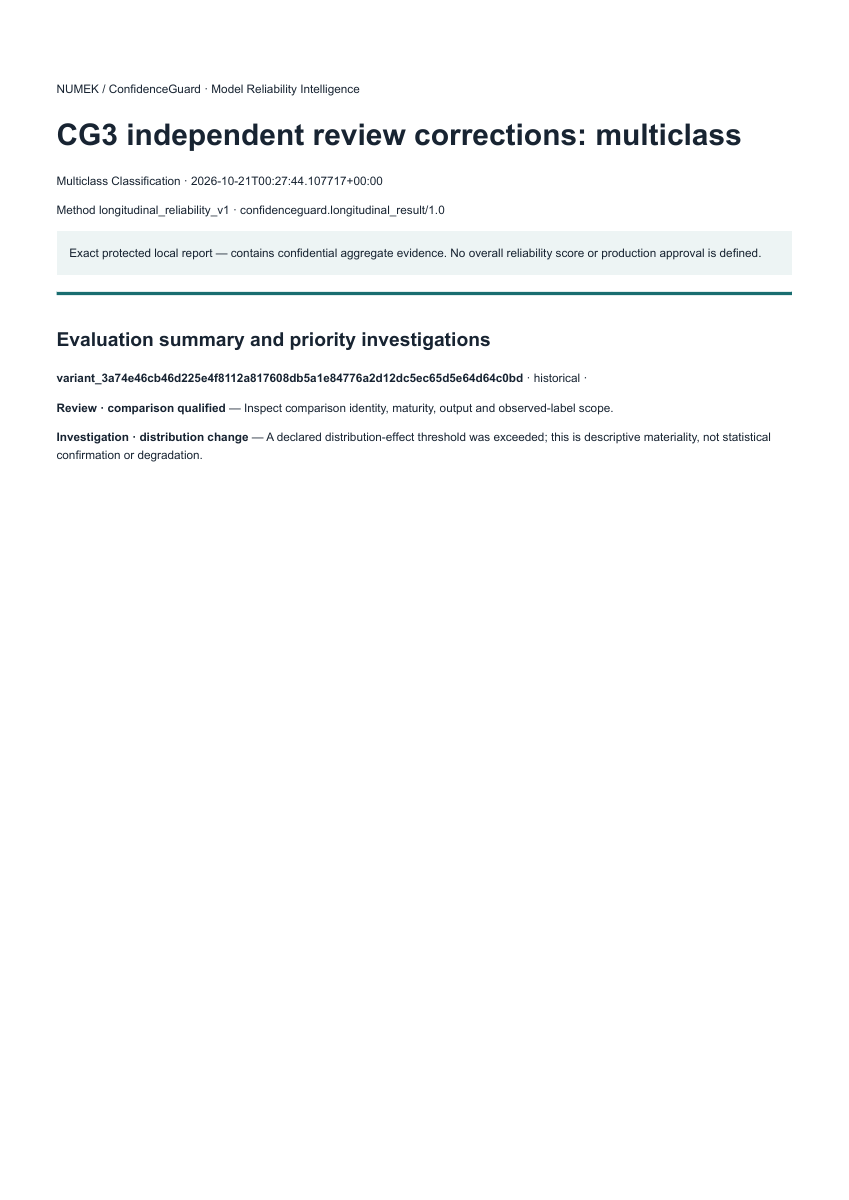 NUMEK / ConfidenceGuard · Model Reliability Intelligence
CG3 independent review corrections: multiclass
Multiclass Classification · 2026-10-21T00:27:44.107717+00:00
Method longitudinal_reliability_v1 · confidenceguard.longitudinal_result/1.0
Exact protected local report — contains confidential aggregate evidence. No overall reliability score or production approval is defined.
Evaluation summary and priority investigations
variant_3a74e46cb46d225e4f8112a817608db5a1e84776a2d12dc5ec65d5e64d64c0bd · historical ·
Review · comparison qualified — Inspect comparison identity, maturity, output and observed-label scope.
Investigation · distribution change — A declared distribution-effect threshold was exceeded; this is descriptive materiality, not statistical
confirmation or degradation.